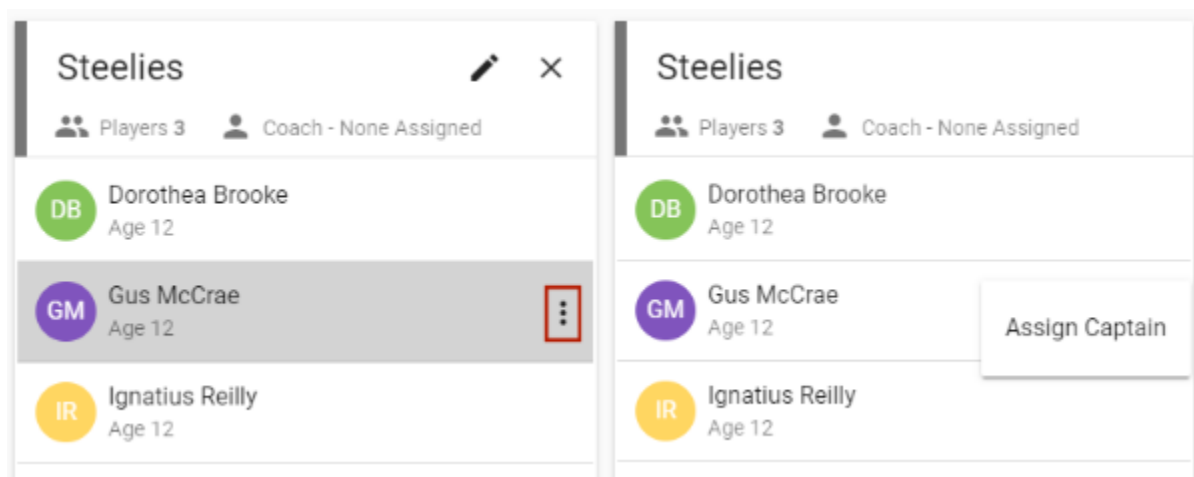 Steelies
Players 3 Coach - None Assigned
DB Dorothea Brooke
Age 12
GM Gus McCrae
Age 12
IR Ignatius Reilly
Age 12
Steelies
Players 3 Coach - None Assigned
DB Dorothea Brooke
Age 12
GM Gus McCrae
Age 12
Assign Captain
IR Ignatius Reilly
Age 12